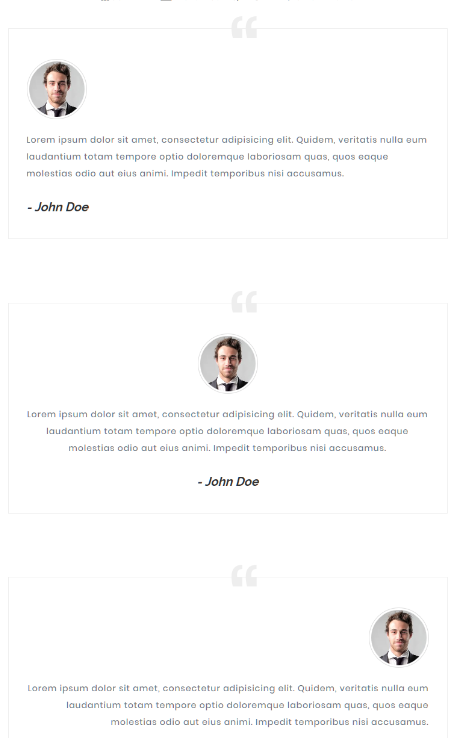 “
Lorem ipsum dolor sit amet, consectetur adipisicing elit. Quidem, veritatis nulla eum
laudantium totam tempore optio doloremque laboriosam quas, quos eaque
molestias odio aut eius animi. Impedit temporibus nisi accusamus.
- John Doe
“
Lorem ipsum dolor sit amet, consectetur adipisicing elit. Quidem, veritatis nulla eum
laudantium totam tempore optio doloremque laboriosam quas, quos eaque
molestias odio aut eius animi. Impedit temporibus nisi accusamus.
- John Doe
“
Lorem ipsum dolor sit amet, consectetur adipisicing elit. Quidem, veritatis nulla eum
laudantium totam tempore optio doloremque laboriosam quas, quos eaque
molestias odio aut eius animi. Impedit temporibus nisi accusamus.